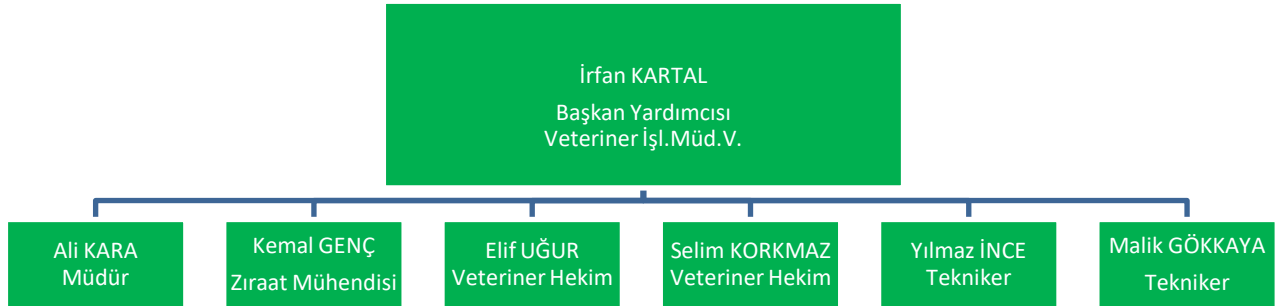 İrfan KARTAL
Başkan Yardımcısı
Veteriner İşl.Müd.V.
Ali KARA
Müdür
Kemal GENÇ
Zıraat Mühendisi
Elif UĞUR
Veteriner Hekim
Selim KORKMAZ
Veteriner Hekim
Yılmaz İNCE
Tekniker
Malik GÖKKAYA
Tekniker